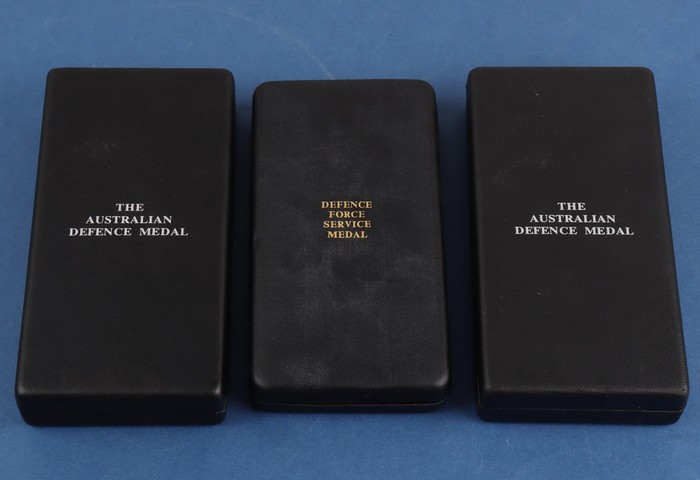 THE
AUSTRALIAN
DEFENCE MEDAL
DEFENCE
FORCE
SERVICE
MEDAL
THE
AUSTRALIAN
DEFENCE MEDAL